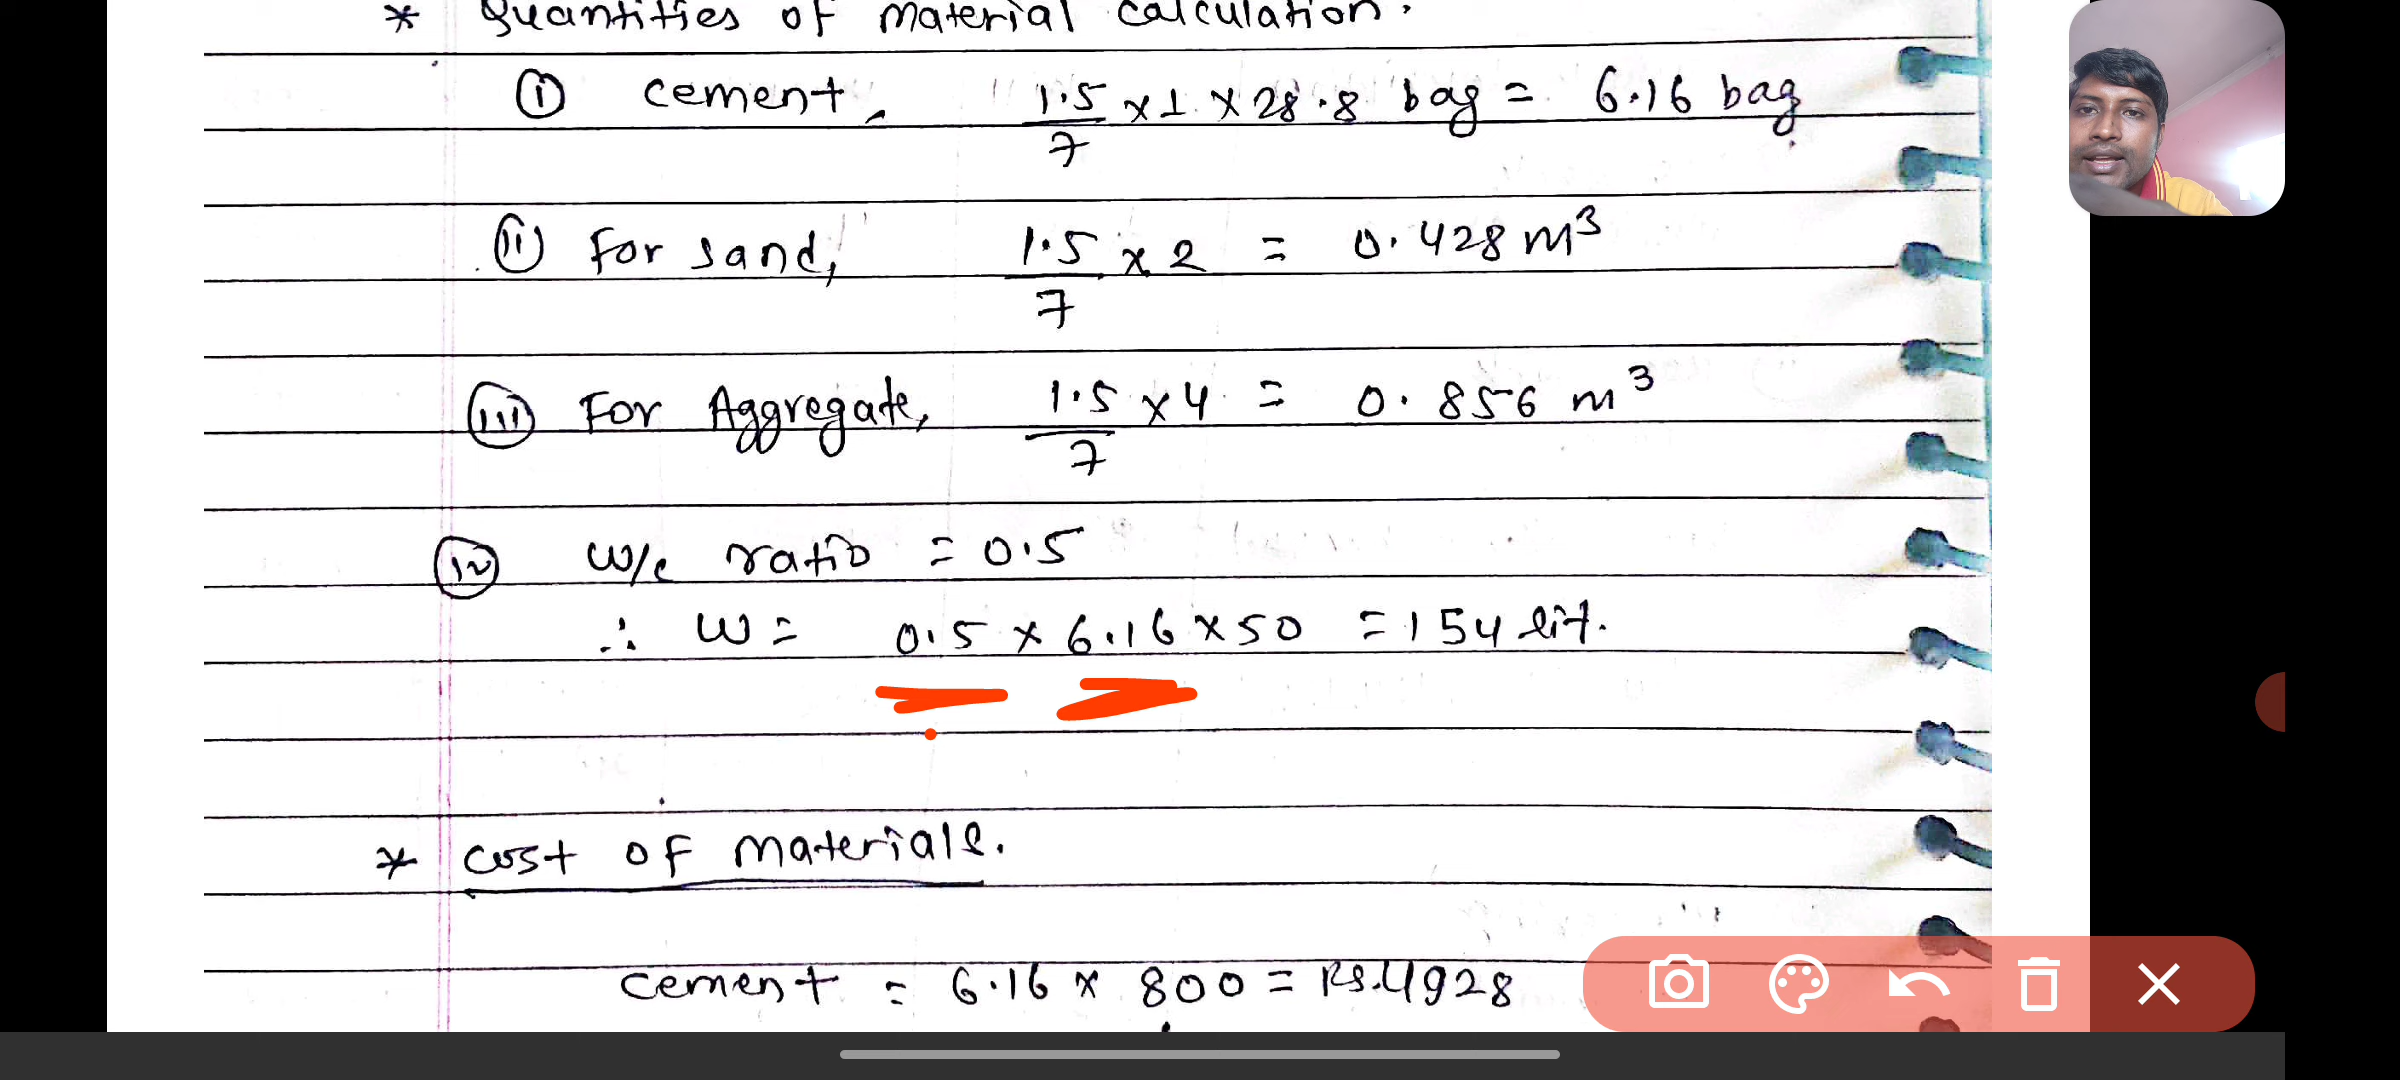 * Quantities of material calculation.
(i) cement, 1.5/7 x 1 x 28.8 bag = 6.16 bag
(ii) For sand, 1.5/7 x 2 = 0.428 m³
(iii) For Aggregate, 1.5/7 x 4 = 0.856 m³
(iv) w/c ratio = 0.5
∴ W = 0.5 x 6.16 x 50 = 154 lit.
* cost of materials.
cement = 6.16 x 800 = Rs.4928